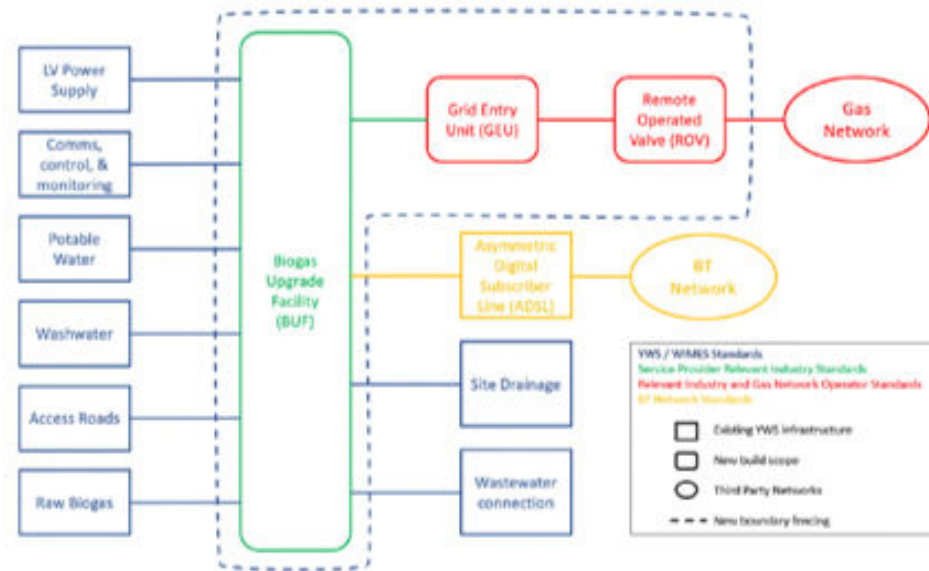 LV Power
Supply
Comms,
control, &
monitoring
Potable
Water
Washwater
Access Roads
Raw Biogas
Biogas
Upgrade
Facility
(BUF)
Grid Entry
Unit (GEU)
Remote
Operated
Valve (ROV)
Gas
Network
Asymmetric
Digital
Subscriber
Line (ADSL)
BT
Network
Site Drainage
Wastewater
connection
YWS / WIMES Standards
Service Provider Relevant Industry Standards
Relevant Industry and Gas Network Operator Standards
BT Network Standards
Existing YWS infrastructure
New build scope
Third Party Networks
New boundary fencing